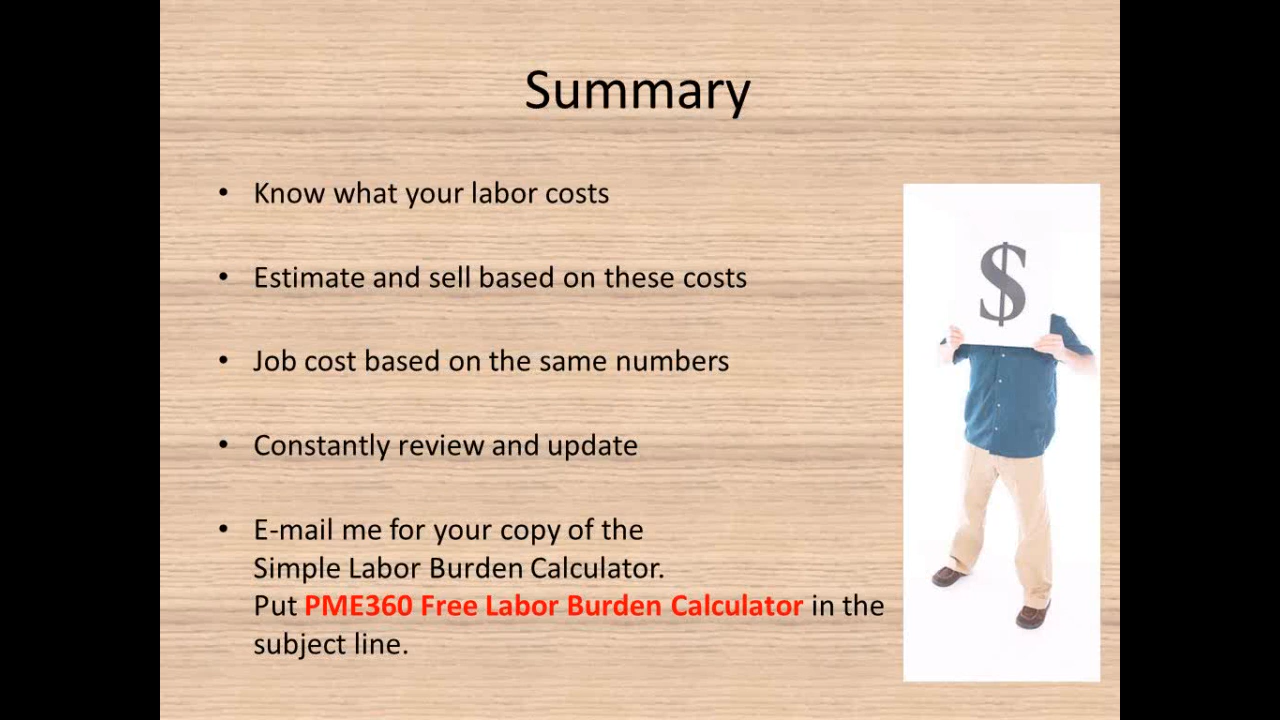 Summary
• Know what your labor costs
• Estimate and sell based on these costs
• Job cost based on the same numbers
• Constantly review and update
• E-mail me for your copy of the
Simple Labor Burden Calculator.
Put PME360 Free Labor Burden Calculator in the
subject line.
$